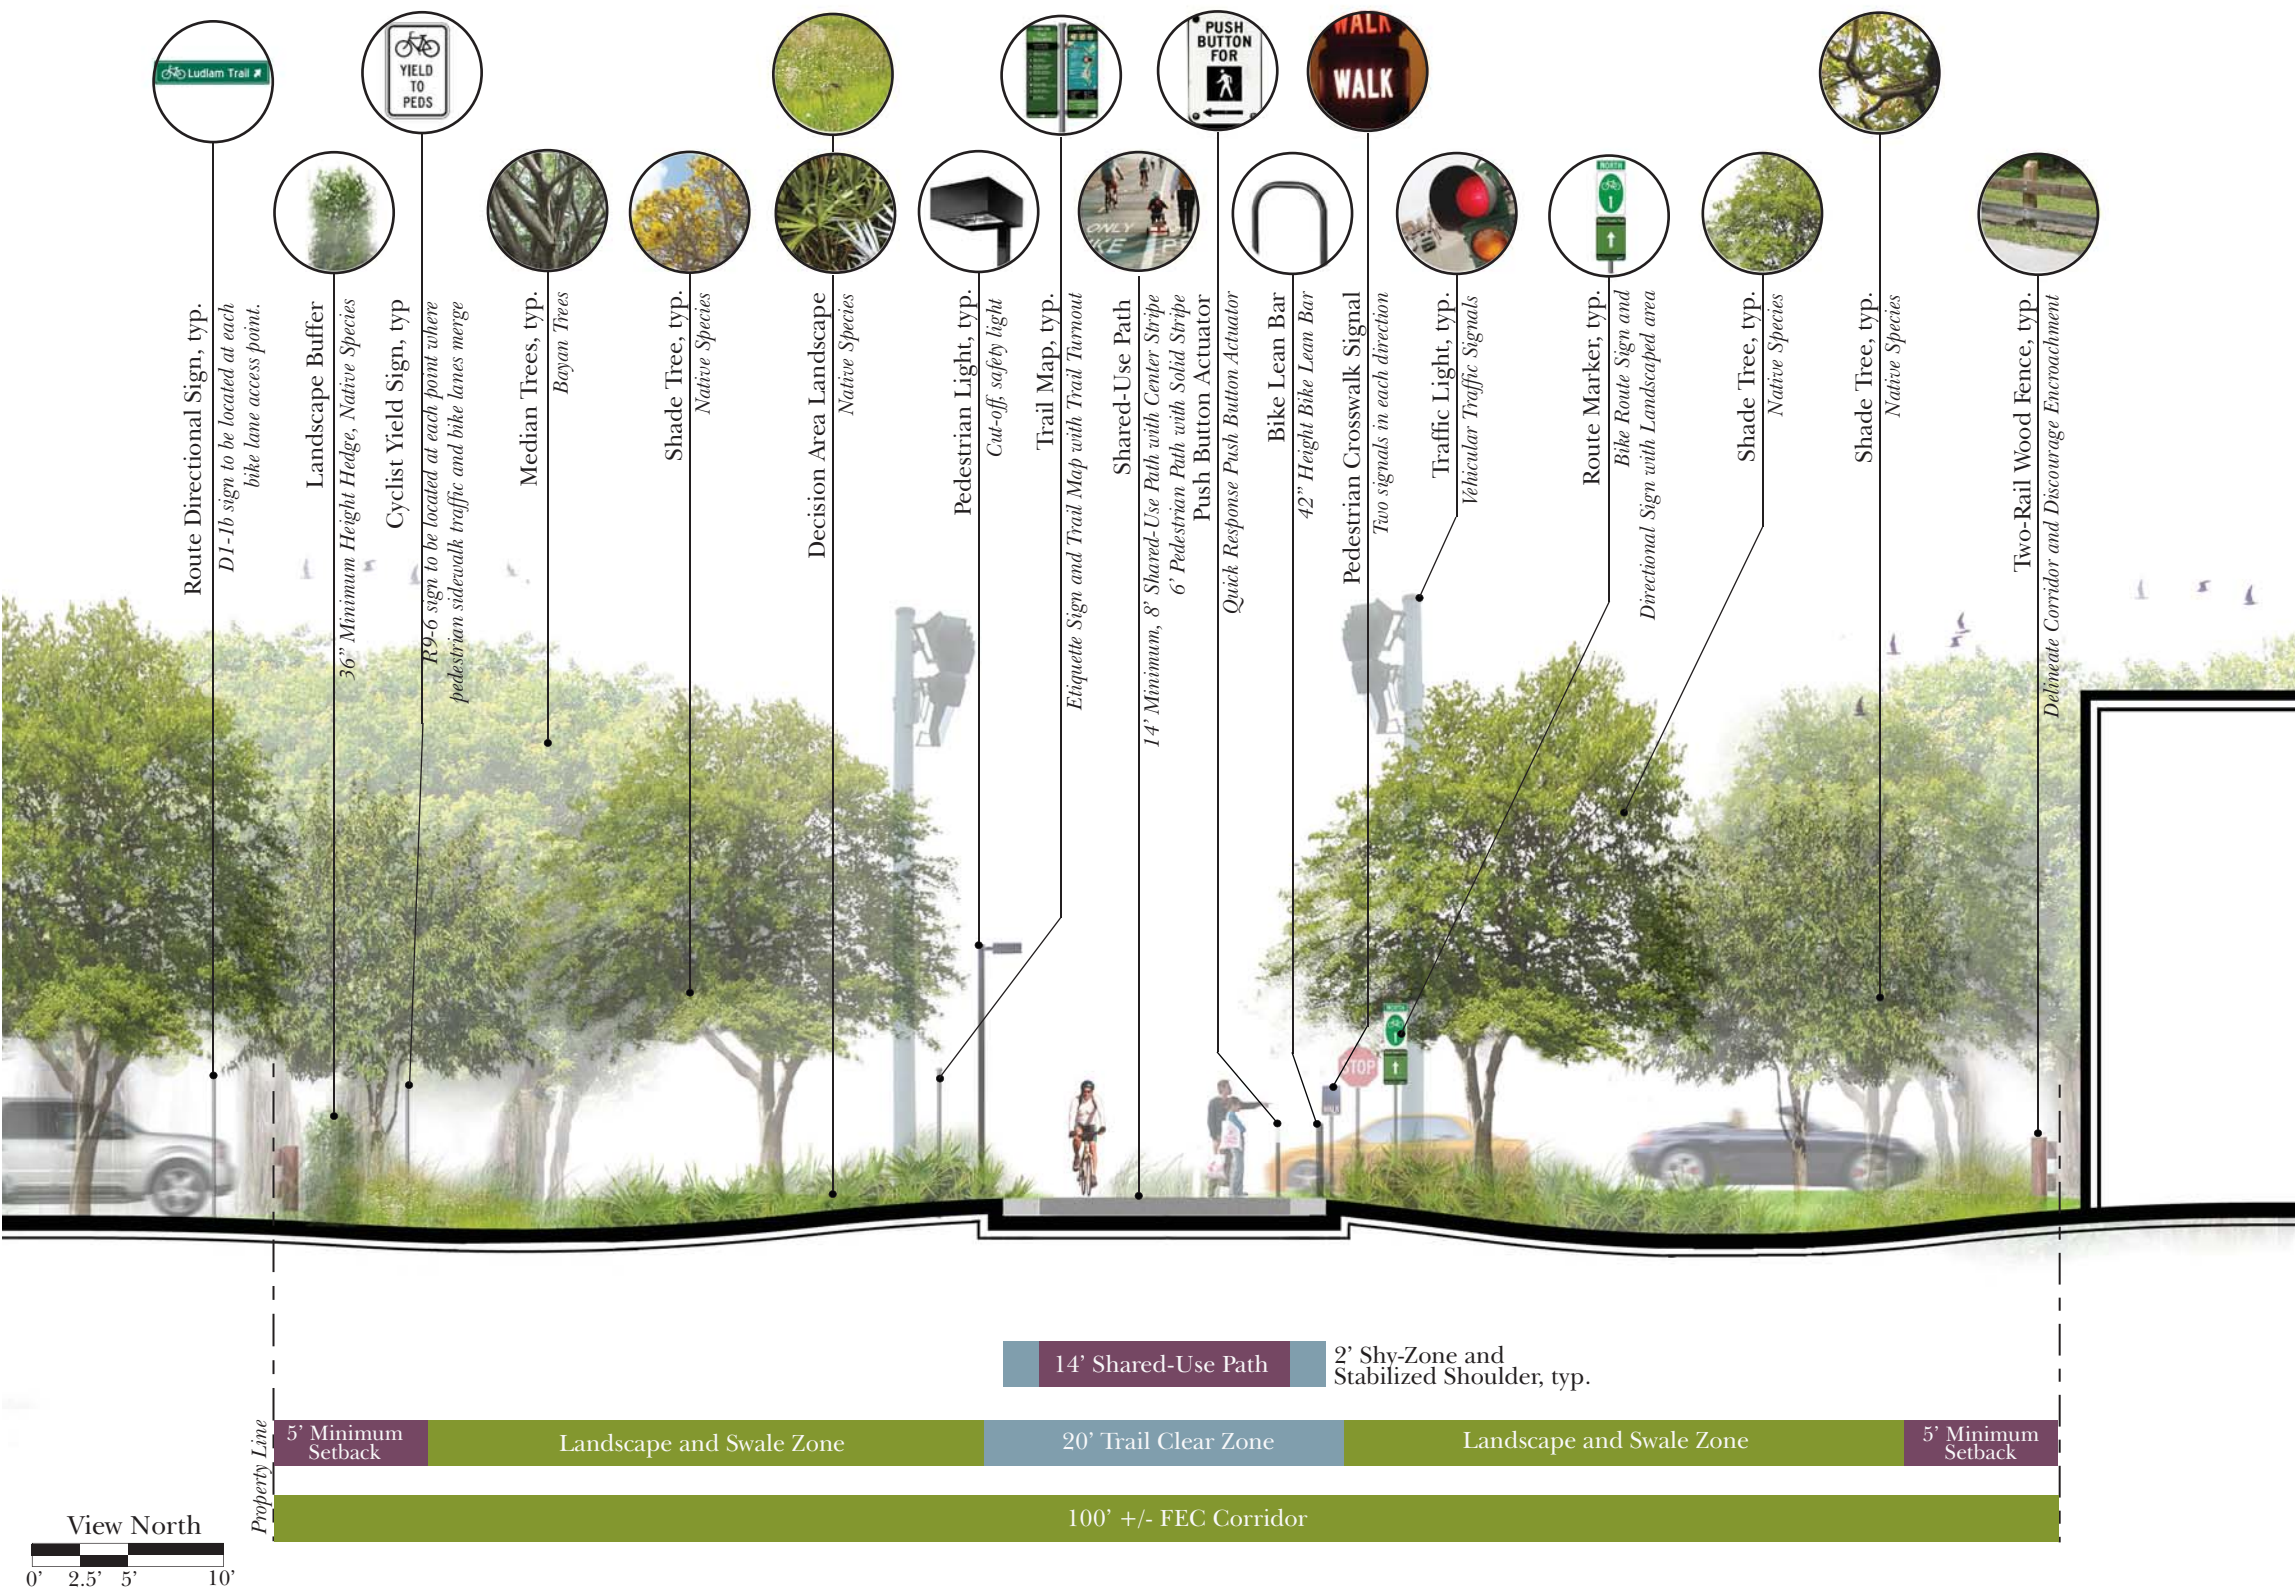 Ludlam Trail
YIELD
TO
PEDS
PUSH
BUTTON
FOR
WALK
WALK
ONLY
NORTH
Route Directional Sign, typ.
D1-1b sign to be located at each
bike lane access point.
Landscape Buffer
36” Minimum Height Hedge, Native Species
Cyclist Yield Sign, typ
R9-6 sign to be located at each point where
pedestrian sidewalk traffic and bike lanes merge
Median Trees, typ.
Bayan Trees
Shade Tree, typ.
Native Species
Decision Area Landscape
Native Species
Pedestrian Light, typ.
Cut-off, safety light
Trail Map, typ.
Etiquette Sign and Trail Map with Trail Turnout
Shared-Use Path
14’ Minimum, 8’ Shared-Use Path with Center Stripe
6’ Pedestrian Path with Solid Stripe
Push Button Actuator
Quick Response Push Button Actuator
Bike Lean Bar
42” Height Bike Lean Bar
Pedestrian Crosswalk Signal
Two signals in each direction
Traffic Light, typ.
Vehicular Traffic Signals
Route Marker, typ.
Bike Route Sign and
Directional Sign with Landscaped area
Shade Tree, typ.
Native Species
Shade Tree, typ.
Native Species
Two-Rail Wood Fence, typ.
Delineate Corridor and Discourage Encroachment
NORTH
STOP
14’ Shared-Use Path
2’ Shy-Zone and
Stabilized Shoulder, typ.
Property Line
5’ Minimum
Setback
Landscape and Swale Zone
20’ Trail Clear Zone
Landscape and Swale Zone
5’ Minimum
Setback
100’ +/- FEC Corridor
View North
0’ 2.5’ 5’ 10’